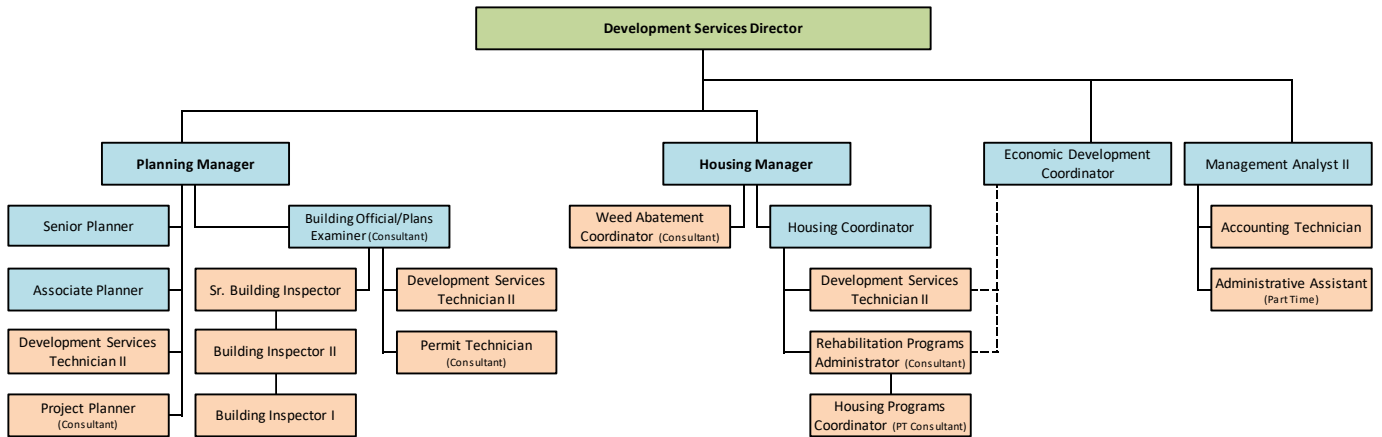 Development Services Director
Planning Manager
Housing Manager
Economic Development
Coordinator
Management Analyst II
Senior Planner
Building Official/Plans
Examiner (Consultant)
Weed Abatement
Coordinator (Consultant)
Housing Coordinator
Accounting Technician
Associate Planner
Sr. Building Inspector
Development Services
Technician II
Development Services
Technician II
Administrative Assistant
(Part Time)
Development Services
Technician II
Building Inspector II
Permit Technician
(Consultant)
Rehabilitation Programs
Administrator (Consultant)
Project Planner
(Consultant)
Building Inspector I
Housing Programs
Coordinator (PT Consultant)